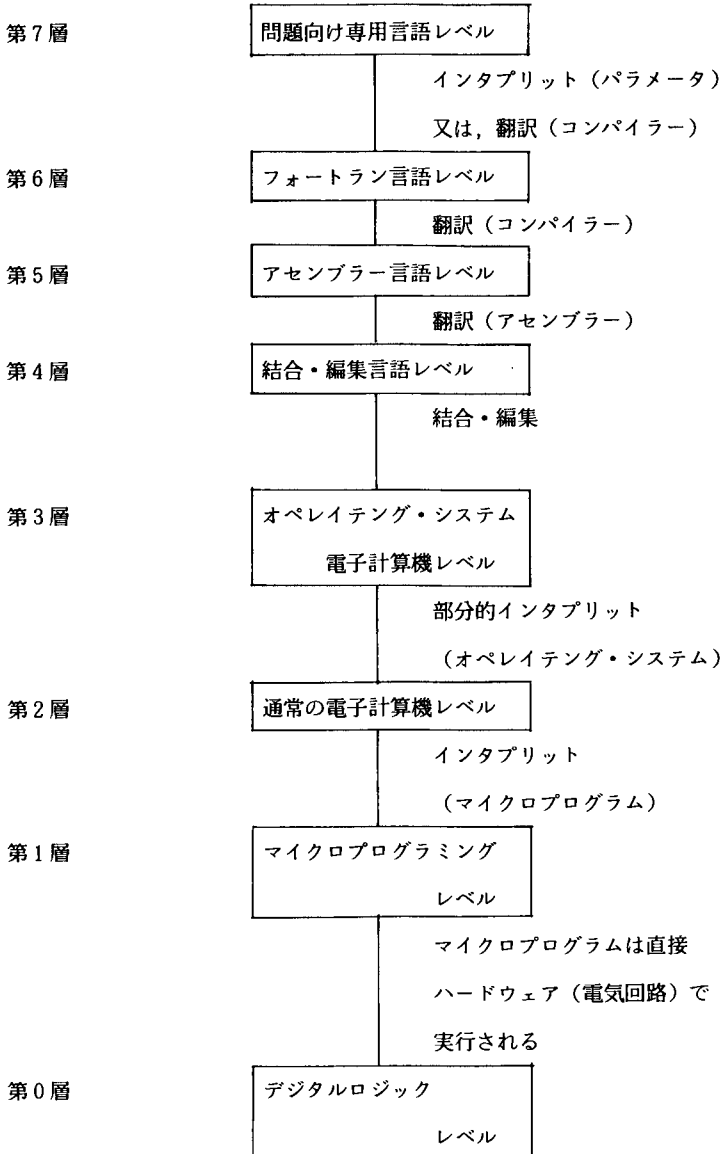 第7層 問題向け専用言語レベル
インタプリット(パラメータ)
又は,翻訳(コンパイラー)
第6層 フォートラン言語レベル
翻訳(コンパイラー)
第5層 アセンブラー言語レベル
翻訳(アセンブラー)
第4層 結合・編集言語レベル
結合・編集
第3層 オペレイテング・システム
電子計算機レベル
部分的インタプリット
(オペレイテング・システム)
第2層 通常の電子計算機レベル
インタプリット
(マイクロプログラム)
第1層 マイクロプログラミング
レベル
マイクロプログラムは直接
ハードウェア(電気回路)で
実行される
第0層 デジタルロジック
レベル